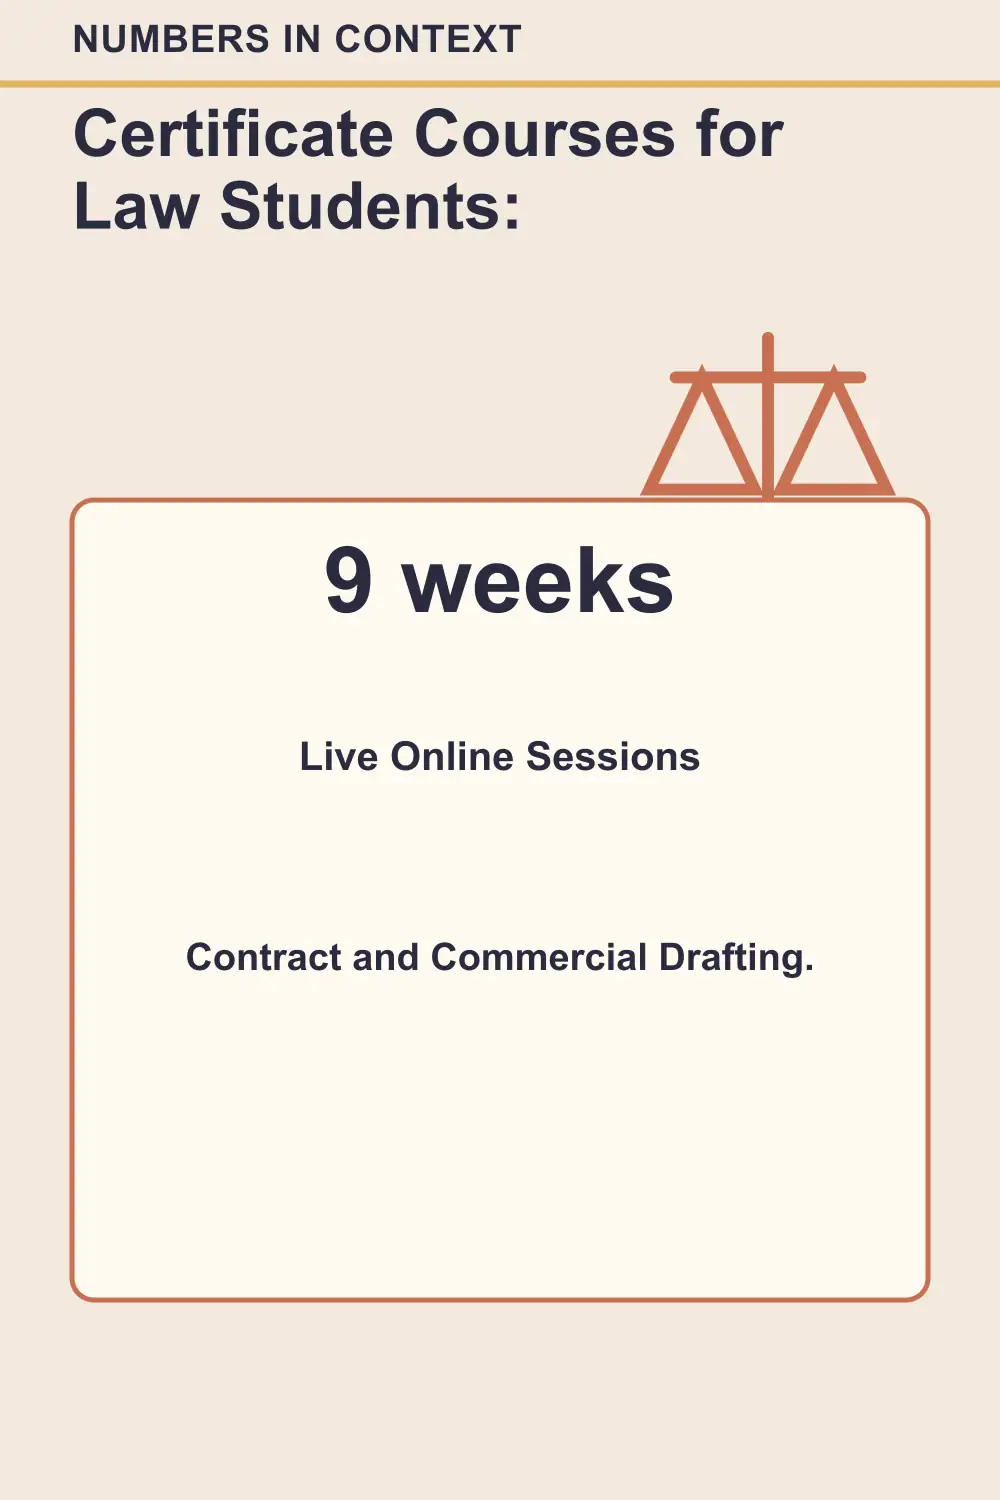 NUMBERS IN CONTEXT
Certificate Courses for
Law Students:
9 weeks
Live Online Sessions
Contract and Commercial Drafting.